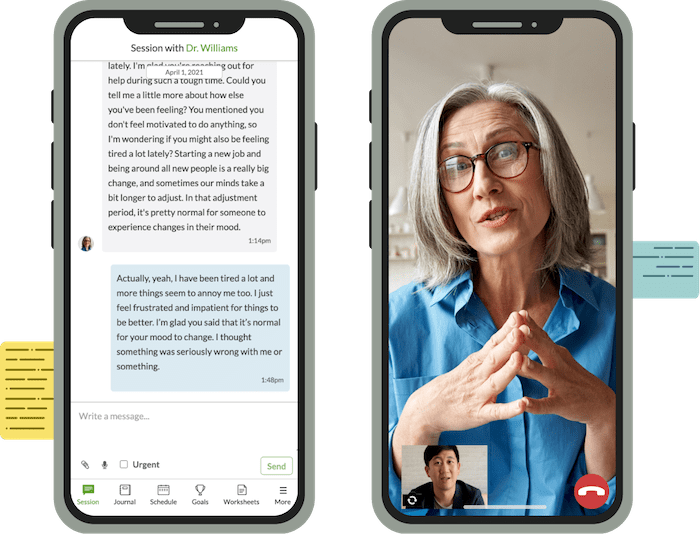 Session with Dr. Williams
lately. I'm glad you're reaching out for
April 1, 2021
help during such a tough time. Could you
tell me a little more about how else
you've been feeling? You mentioned you
don't feel motivated to do anything, so
I'm wondering if you might also be feeling
tired a lot lately? Starting a new job and
being around all new people is a really big
change, and sometimes our minds take a
bit longer to adjust. In that adjustment
period, it's pretty normal for someone to
experience changes in their mood.
1:14pm
Actually, yeah, I have been tired a lot and
more things seem to annoy me too. I just
feel frustrated and impatient for things to
be better. I'm glad you said that it's normal
for your mood to change. I thought
something was seriously wrong with me or
something.
1:48pm
Write a message...
Urgent
Send
Session Journal Schedule Goals Worksheets More